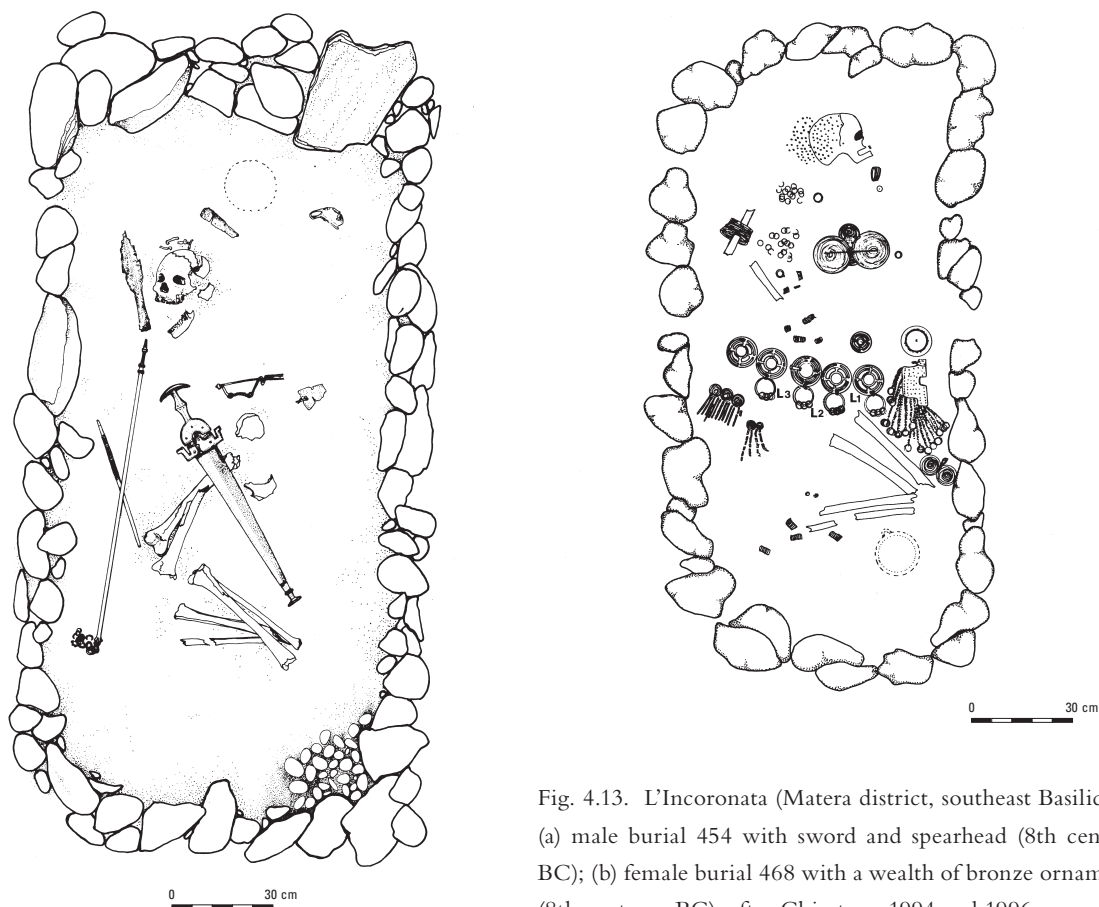 L3
L2
L1
0 30 cm
0 30 cm
Fig. 4.13. L’Incoronata (Matera district, southeast Basilic
(a) male burial 454 with sword and spearhead (8th cen
BC); (b) female burial 468 with a wealth of bronze ornam